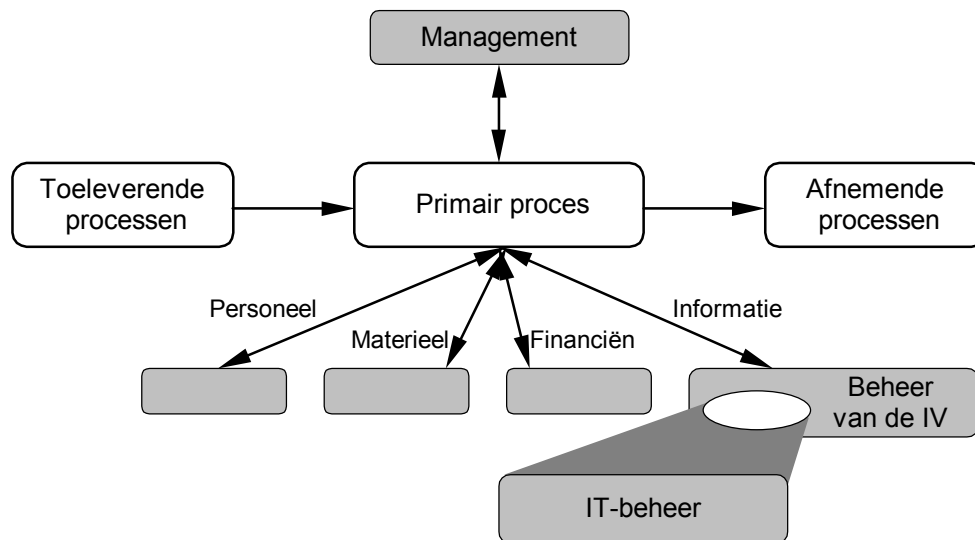 Management
Toeleverende
processen
Primair proces
Afnemende
processen
Personeel
Materieel
Financiën
Informatie
Beheer
van de IV
IT-beheer